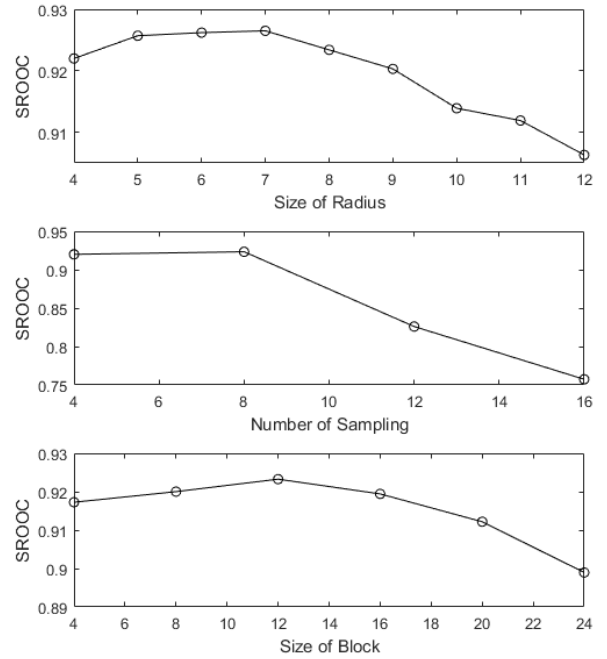 0.93
0.92
0.91
SROOC
4 5 6 7 8 9 10 11 12
Size of Radius
0.95
0.9
0.85
0.8
0.75
SROOC
4 6 8 10 12 14 16
Number of Sampling
0.93
0.92
0.91
0.9
0.89
SROOC
4 6 8 10 12 14 16 18 20 22 24
Size of Block